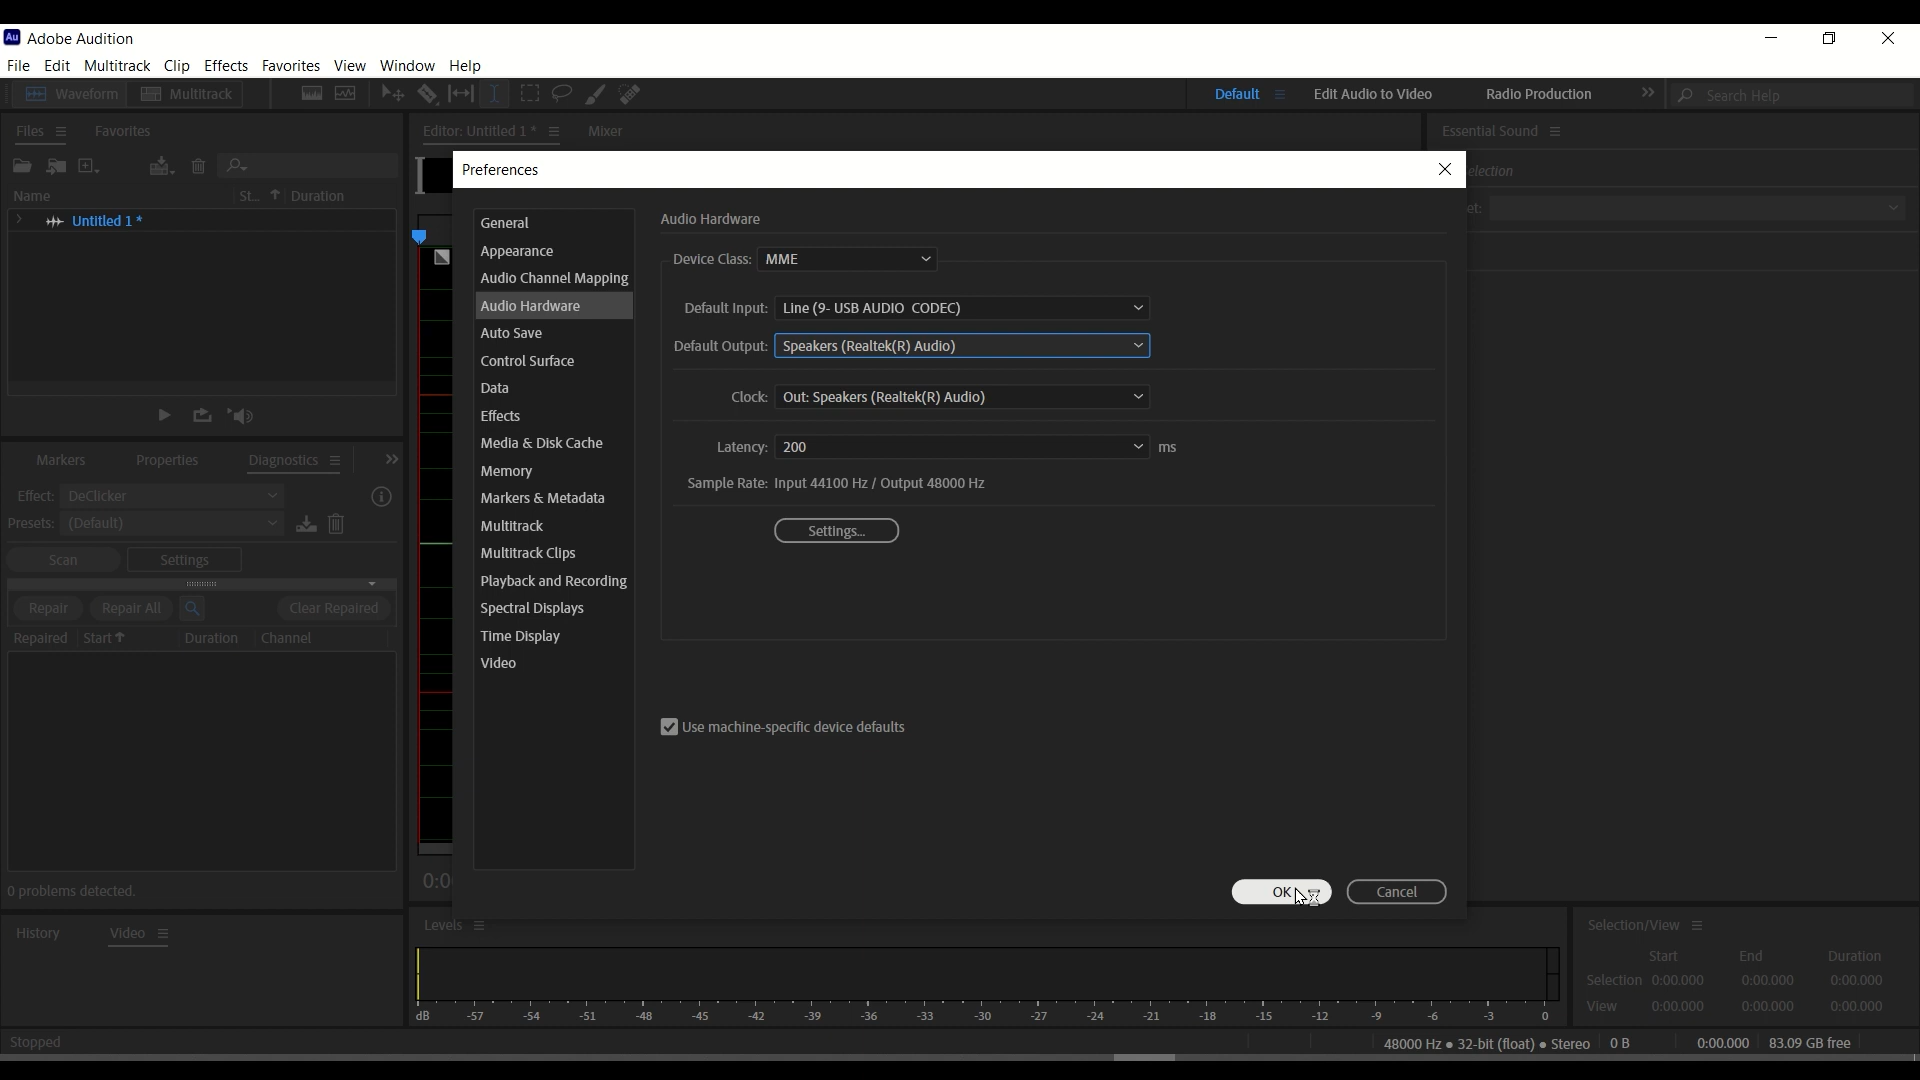 Au Adobe Audition
File Edit Multitrack Clip Effects Favorites View Window Help
Waveform Multitrack Default Edit Audio to Video Radio Production Search Help
Files Favorites Editor: Untitled 1 * Mixer Essential Sound
Preferences
election
Name St... Duration
et:
Untitled 1 *
General
Appearance
Audio Channel Mapping
Audio Hardware
Auto Save
Control Surface
Data
Effects
Media & Disk Cache
Memory
Markers & Metadata
Multitrack
Multitrack Clips
Playback and Recording
Spectral Displays
Time Display
Video
Audio Hardware
Device Class: MME
Default Input: Line (9- USB AUDIO CODEC)
Default Output: Speakers (Realtek(R) Audio)
Clock: Out: Speakers (Realtek(R) Audio)
Latency: 200 ms
Sample Rate: Input 44100 Hz / Output 48000 Hz
Settings...
Use machine-specific device defaults
OK Cancel
Markers Properties Diagnostics
Effect: DeClicker
Presets: (Default)
Scan Settings
Repair Repair All Clear Repaired
Repaired Start Duration Channel
0 problems detected.
0:0
History Video
Levels
dB -57 -54 -51 -48 -45 -42 -39 -36 -33 -30 -27 -24 -21 -18 -15 -12 -9 -6 -3 0
Selection/View
Start End Duration
Selection 0:00.000 0:00.000 0:00.000
View 0:00.000 0:00.000 0:00.000
Stopped 48000 Hz • 32-bit (float) • Stereo 0 B 0:00.000 83.09 GB free